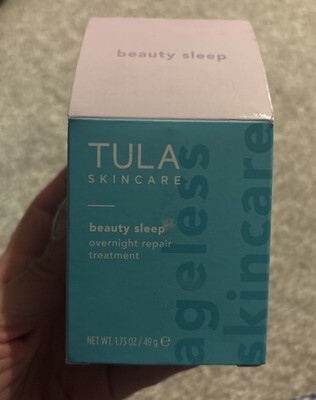 beauty sleep
TULA
SKINCARE
beauty sleep
overnight repair
treatment
NET WT. 1.73 OZ / 49 g ℮
ageless
skincare